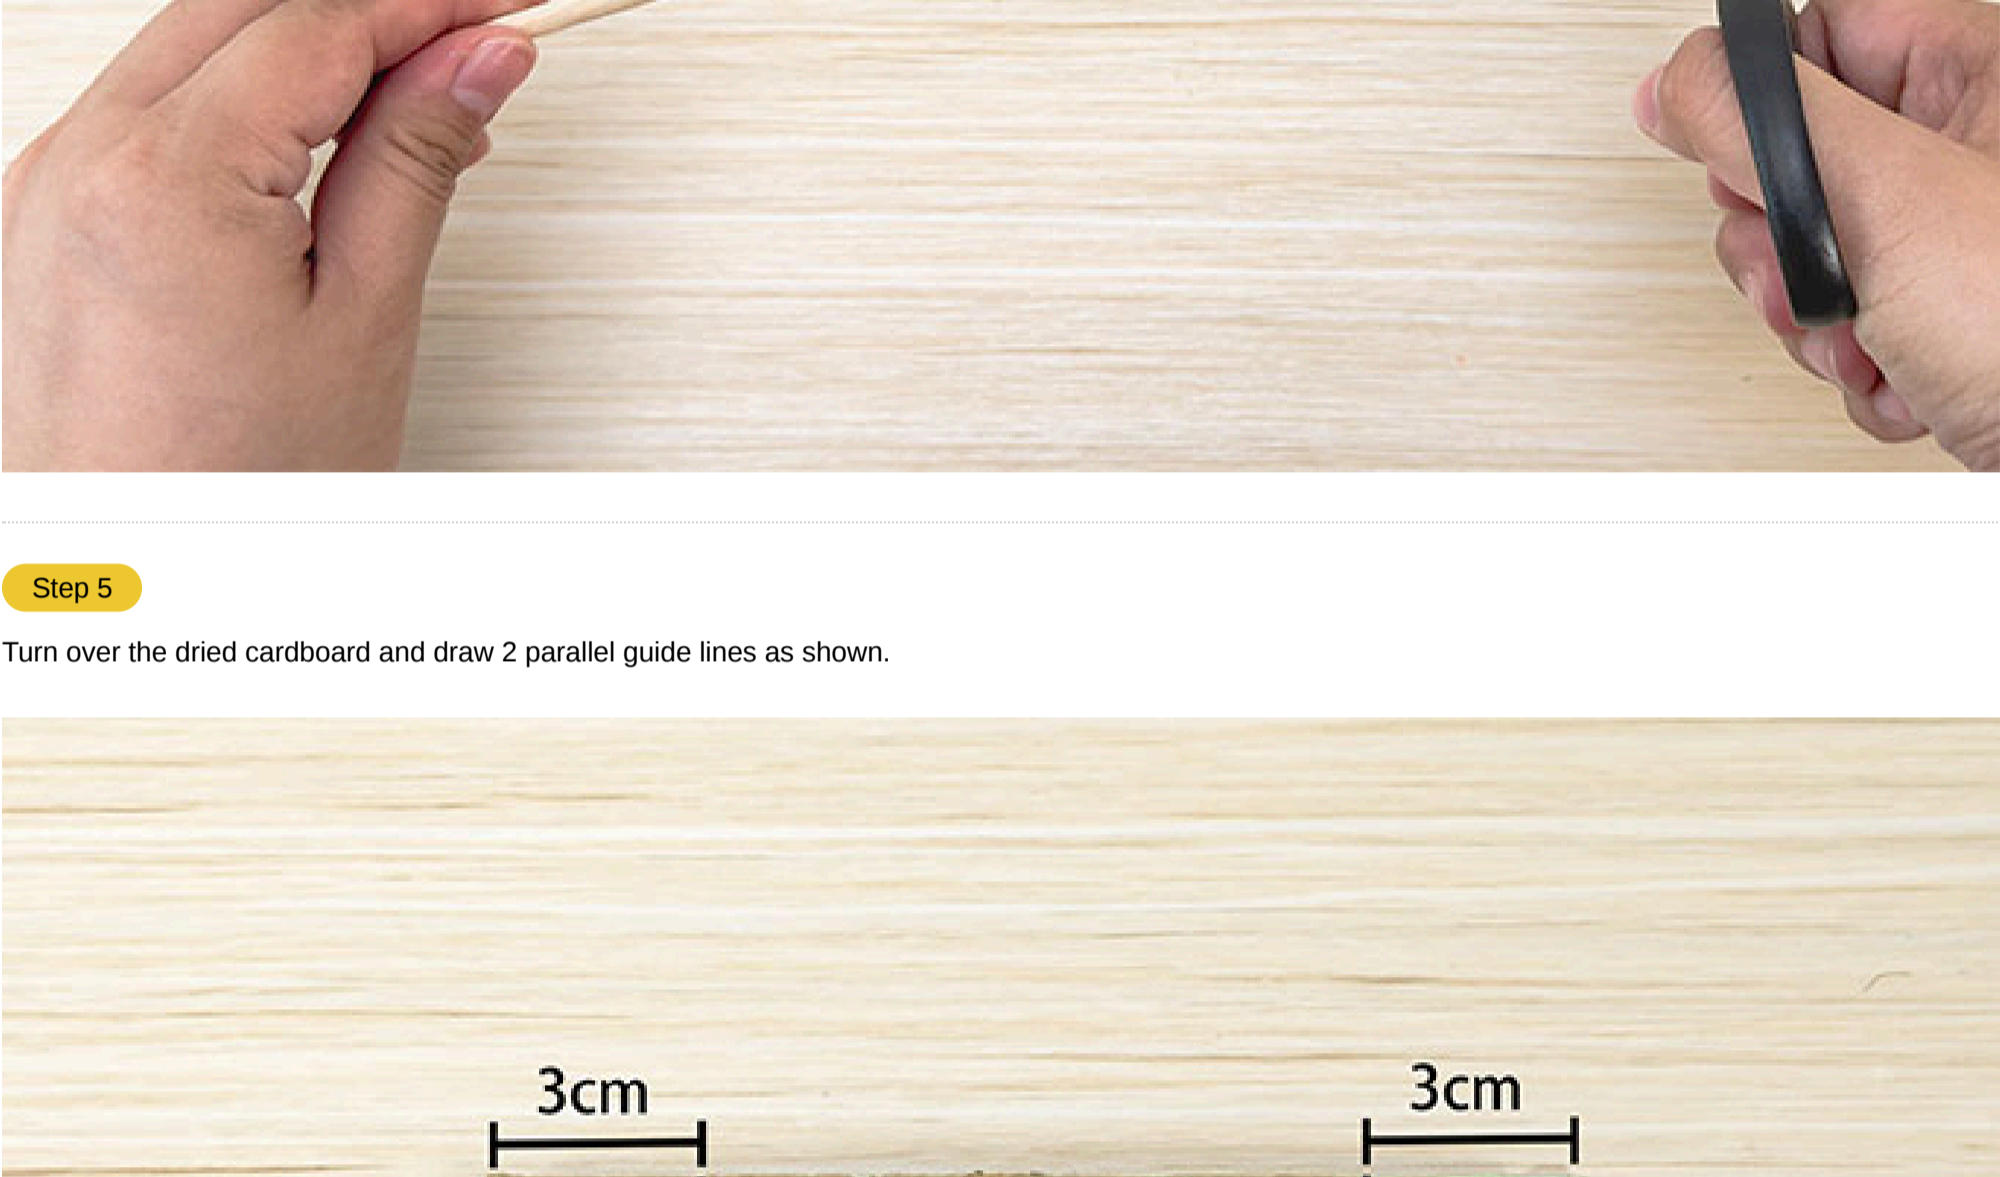 Step 5
Turn over the dried cardboard and draw 2 parallel guide lines as shown.
3cm
3cm